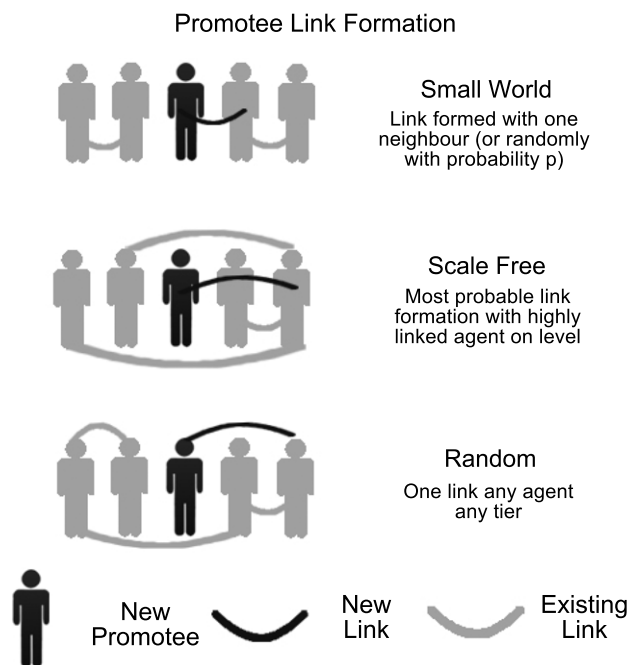 Promotee Link Formation
Small World
Link formed with one
neighbour (or randomly
with probability p)
Scale Free
Most probable link
formation with highly
linked agent on level
Random
One link any agent
any tier
New
Promotee
New
Link
Existing
Link